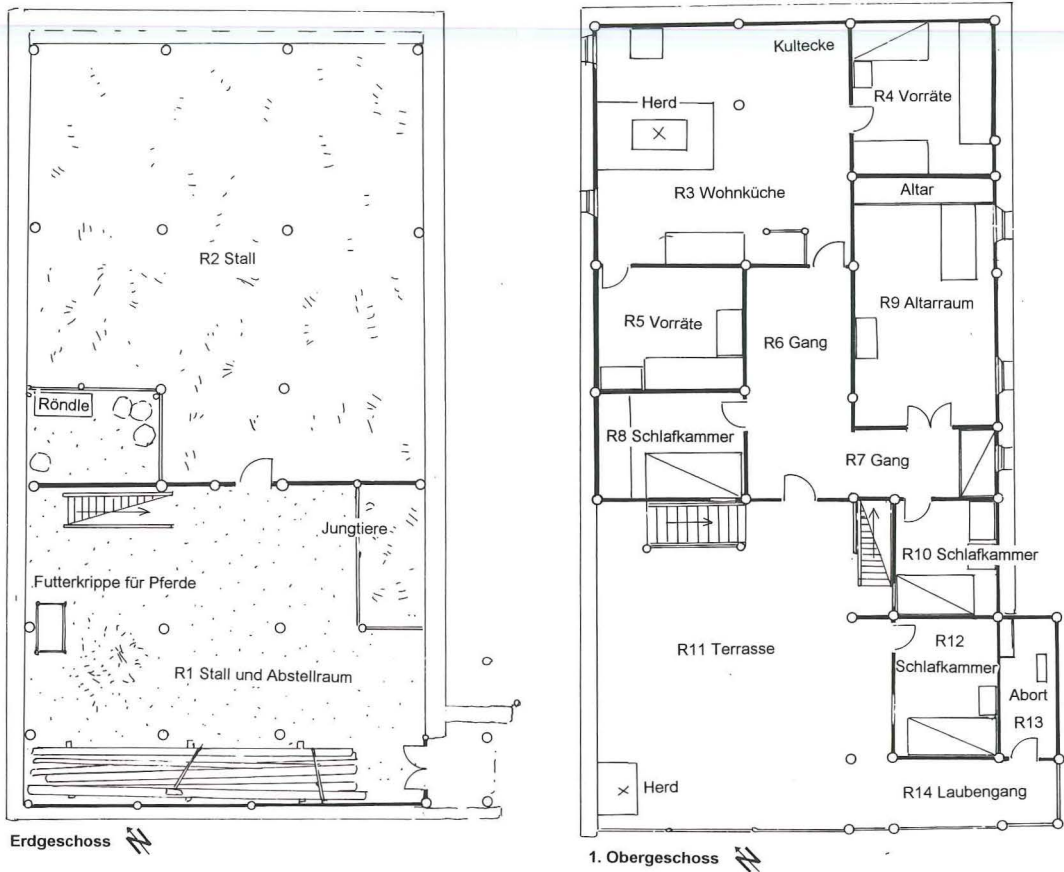 R2 Stall
Röndle
Jungtiere
Futterkrippe für Pferde
R1 Stall und Abstellraum
Erdgeschoss N
Kultecke
R4 Vorräte
Herd
R3 Wohnküche
Altar
R9 Altarraum
R5 Vorräte
R6 Gang
R8 Schlafkammer
R7 Gang
R10 Schlafkammer
R11 Terrasse
R12
Schlafkammer
Abort
R13
Herd
R14 Laubengang
1. Obergeschoss N